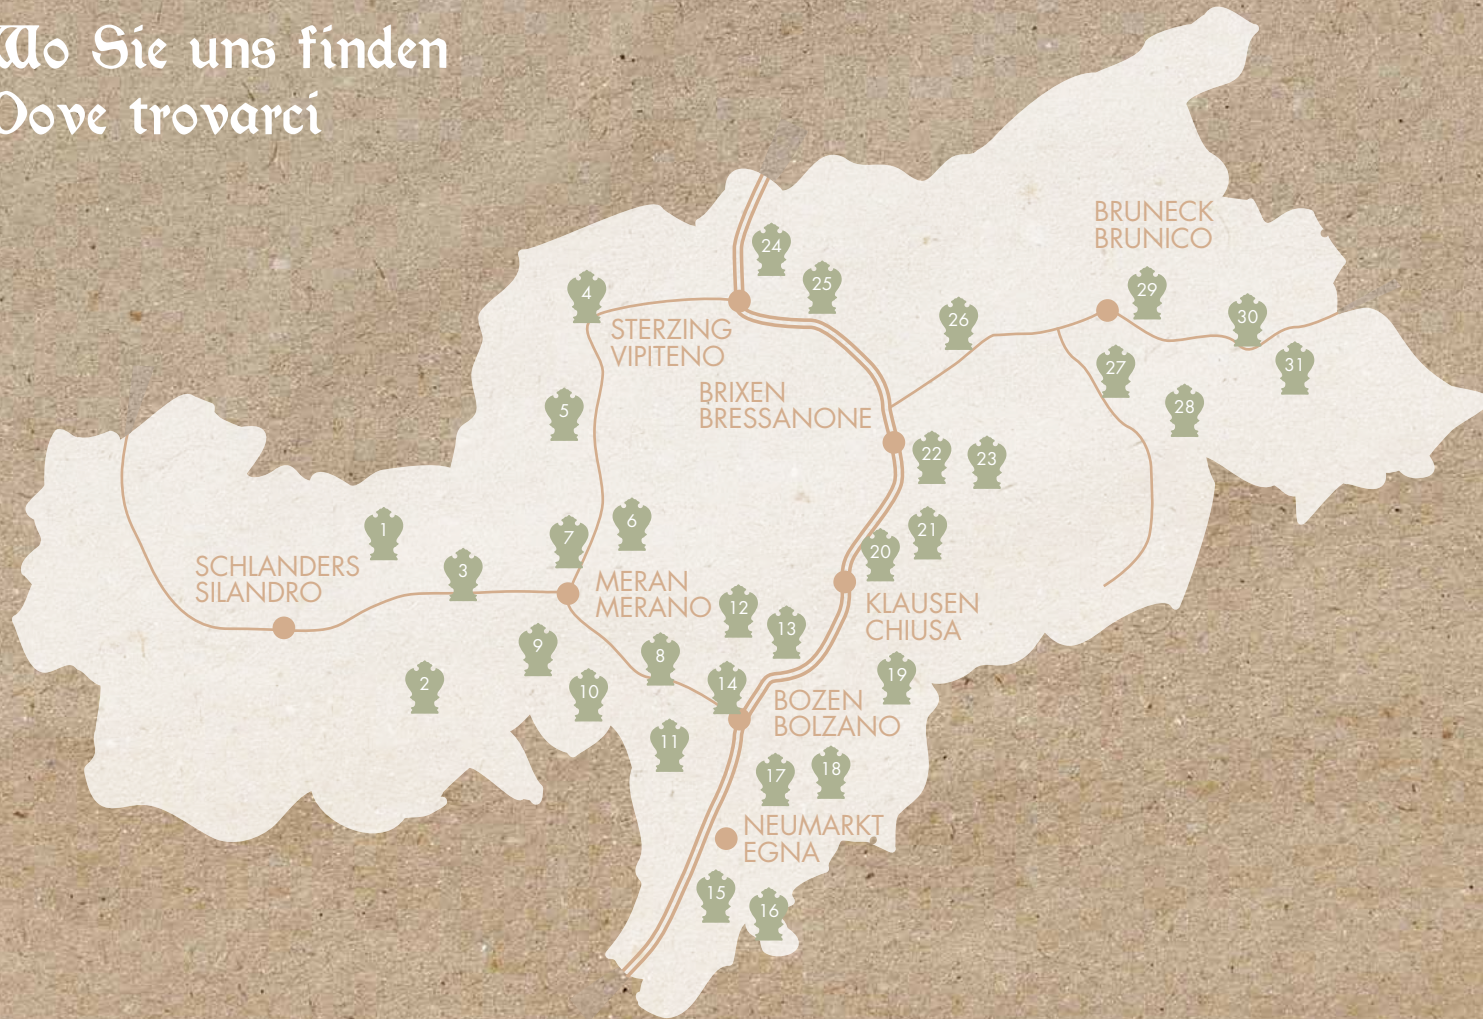 Wo Sie uns finden
Dove trovarci
BRUNECK
BRUNICO
24
25
29
4
26
30
STERZING
VIPITENO
27
31
BRIXEN
BRESSANONE
5
28
22
23
1
7
6
20
21
SCHLANDERS
SILANDRO
3
MERAN
MERANO
12
13
KLAUSEN
CHIUSA
9
8
2
10
14
19
BOZEN
BOLZANO
11
17
18
NEUMARKT
EGNA
15
16